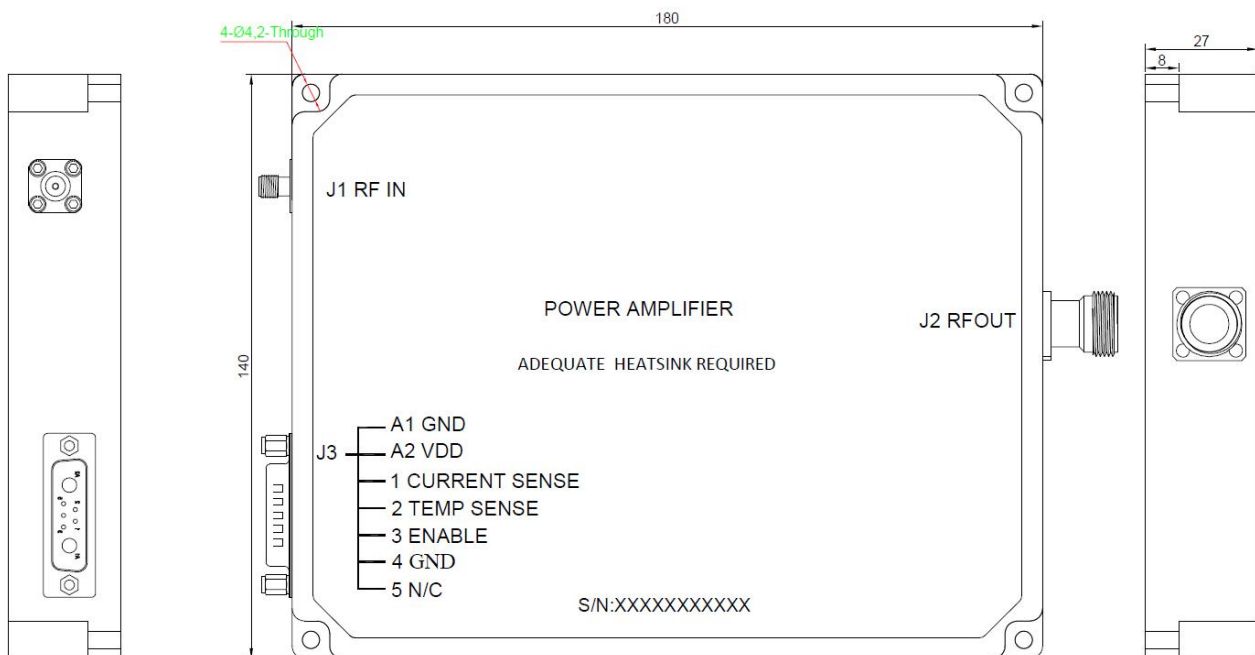 180
4-Ø4,2-Through
27
8
J1 RF IN
140
POWER AMPLIFIER
J2 RFOUT
ADEQUATE HEATSINK REQUIRED
J3
A1 GND
A2 VDD
1 CURRENT SENSE
2 TEMP SENSE
3 ENABLE
4 GND
5 N/C
S/N:XXXXXXXXXXX